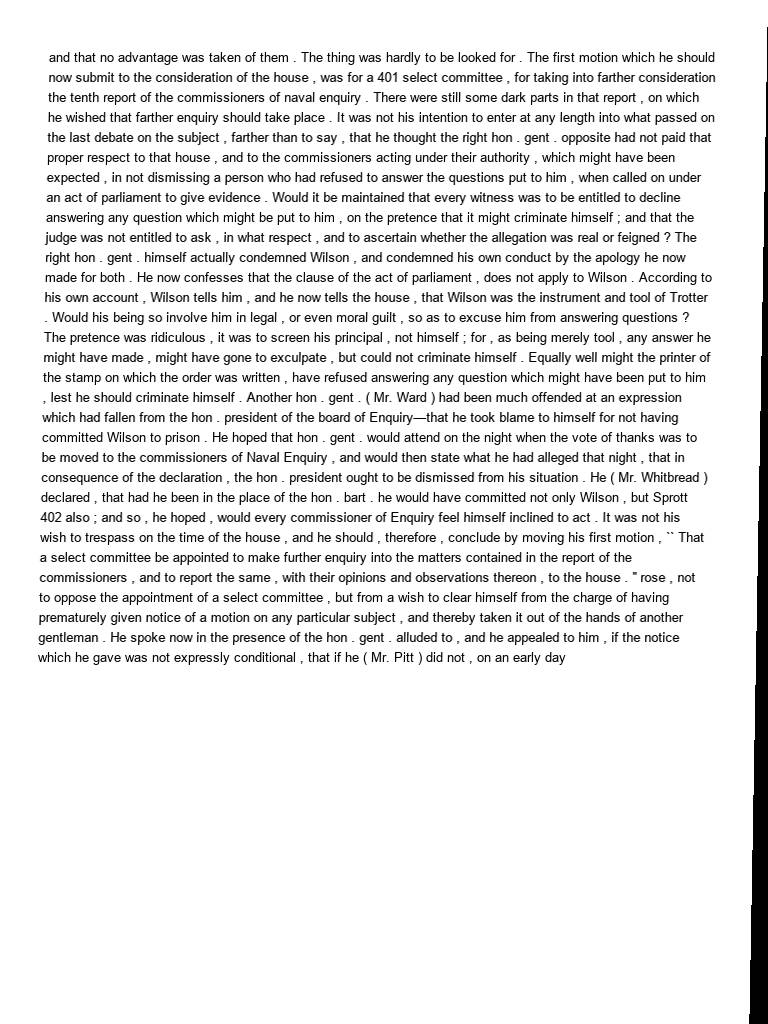 and that no advantage was taken of them . The thing was hardly to be looked for . The first motion which he should
now submit to the consideration of the house , was for a 401 select committee , for taking into farther consideration
the tenth report of the commissioners of naval enquiry . There were still some dark parts in that report , on which
he wished that farther enquiry should take place . It was not his intention to enter at any length into what passed on
the last debate on the subject , farther than to say , that he thought the right hon . gent . opposite had not paid that
proper respect to that house , and to the commissioners acting under their authority , which might have been
expected , in not dismissing a person who had refused to answer the questions put to him , when called on under
an act of parliament to give evidence . Would it be maintained that every witness was to be entitled to decline
answering any question which might be put to him , on the pretence that it might criminate himself ; and that the
judge was not entitled to ask , in what respect , and to ascertain whether the allegation was real or feigned ? The
right hon . gent . himself actually condemned Wilson , and condemned his own conduct by the apology he now
made for both . He now confesses that the clause of the act of parliament , does not apply to Wilson . According to
his own account , Wilson tells him , and he now tells the house , that Wilson was the instrument and tool of Trotter
. Would his being so involve him in legal , or even moral guilt , so as to excuse him from answering questions ?
The pretence was ridiculous , it was to screen his principal , not himself ; for , as being merely tool , any answer he
might have made , might have gone to exculpate , but could not criminate himself . Equally well might the printer of
the stamp on which the order was written , have refused answering any question which might have been put to him
, lest he should criminate himself . Another hon . gent . ( Mr. Ward ) had been much offended at an expression
which had fallen from the hon . president of the board of Enquiry—that he took blame to himself for not having
committed Wilson to prison . He hoped that hon . gent . would attend on the night when the vote of thanks was to
be moved to the commissioners of Naval Enquiry , and would then state what he had alleged that night , that in
consequence of the declaration , the hon . president ought to be dismissed from his situation . He ( Mr. Whitbread )
declared , that had he been in the place of the hon . bart . he would have committed not only Wilson , but Sprott
402 also ; and so , he hoped , would every commissioner of Enquiry feel himself inclined to act . It was not his
wish to trespass on the time of the house , and he should , therefore , conclude by moving his first motion , `` That
a select committee be appointed to make further enquiry into the matters contained in the report of the
commissioners , and to report the same , with their opinions and observations thereon , to the house . " rose , not
to oppose the appointment of a select committee , but from a wish to clear himself from the charge of having
prematurely given notice of a motion on any particular subject , and thereby taken it out of the hands of another
gentleman . He spoke now in the presence of the hon . gent . alluded to , and he appealed to him , if the notice
which he gave was not expressly conditional , that if he ( Mr. Pitt ) did not , on an early day